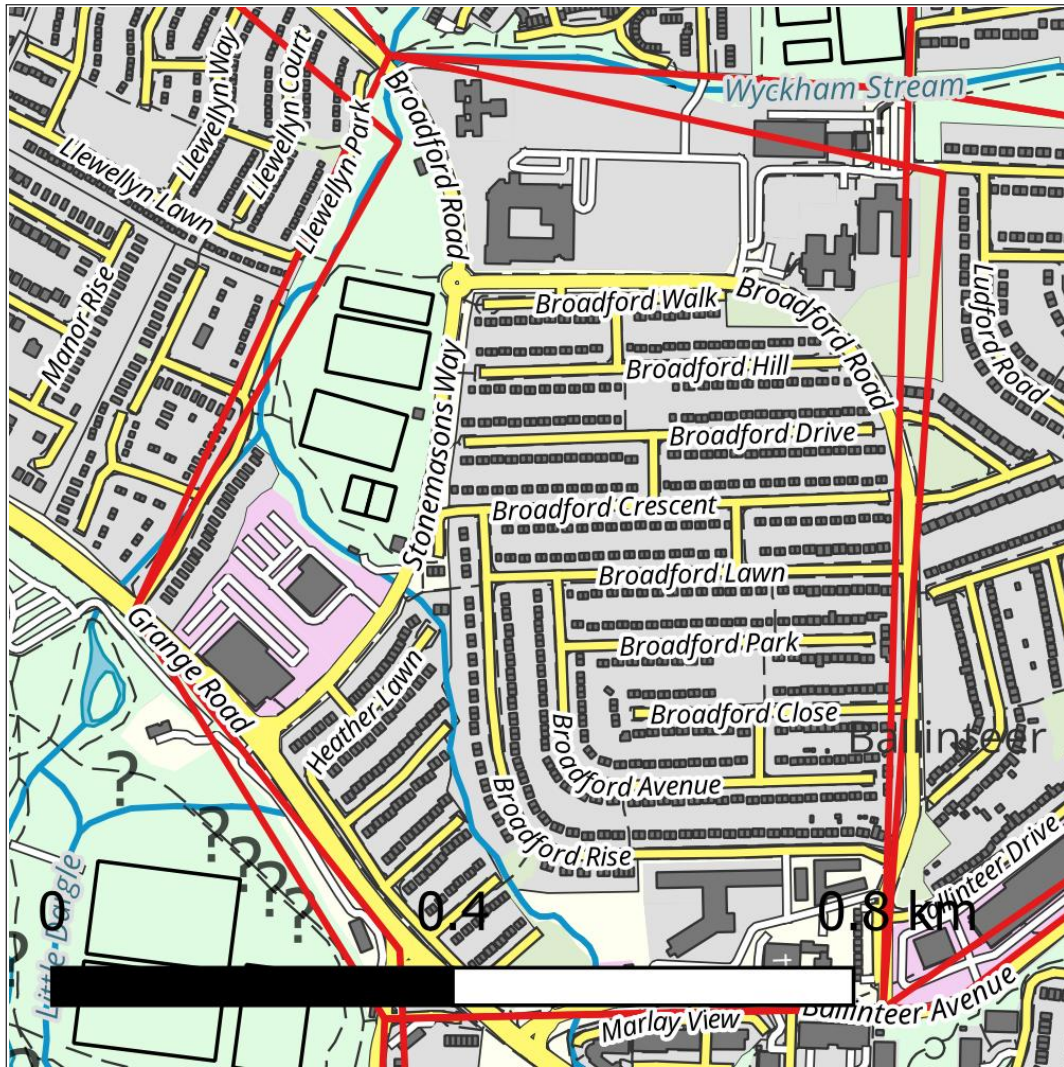 Llewellyn Way
Llewellyn Court
Llewellyn Park
Broadford Road
Wyckham Stream
Llewellyn Lawn
Manor Rise
Ludford Road
Broadford Walk
Broadford Road
Broadford Hill
Stonemasons Way
Broadford Drive
Broadford Crescent
Broadford Lawn
Grange Road
Broadford Park
Heather Lawn
Broadford Close
Ballinteer
Broadford Avenue
?
?
?
?
?
Broadford Rise
Ballinteer Drive
0
0.4
0.8 km
?
Little Dargle
Marlay View
Ballinteer Avenue
?